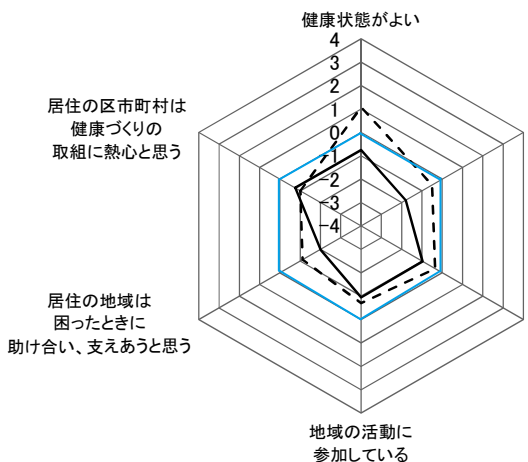 健康状態がよい
4
3
2
1
0
-1
-2
-3
-4
居住の区市町村は
健康づくりの
取組に熱心と思う
居住の地域は
困ったときに
助け合い、支えあうと思う
地域の活動に
参加している